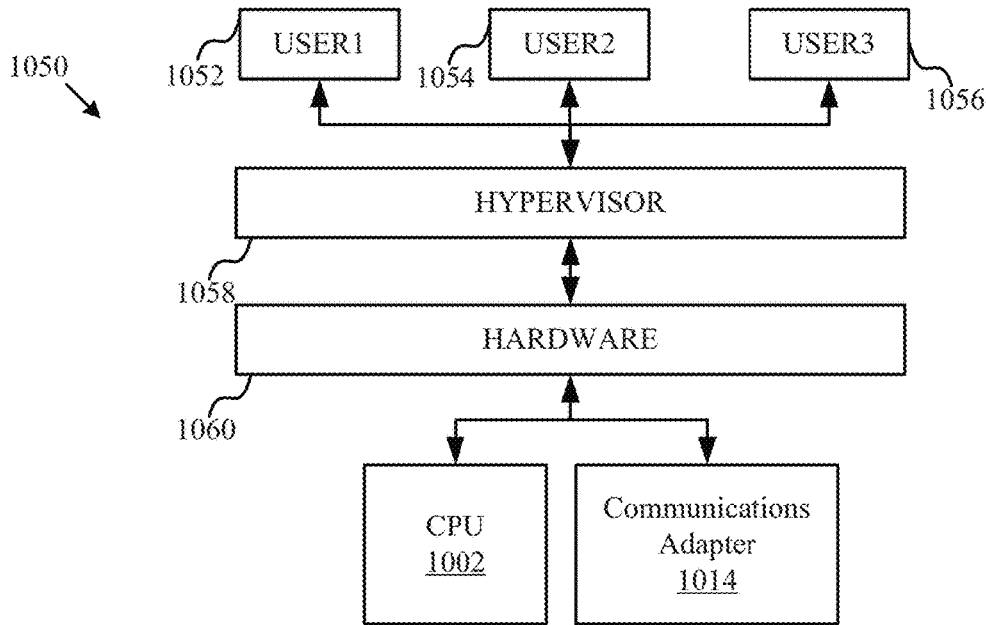 USER1
USER2
USER3
1050
1052
1054
1056
HYPERVISOR
1058
HARDWARE
1060
CPU
1002
Communications
Adapter
1014